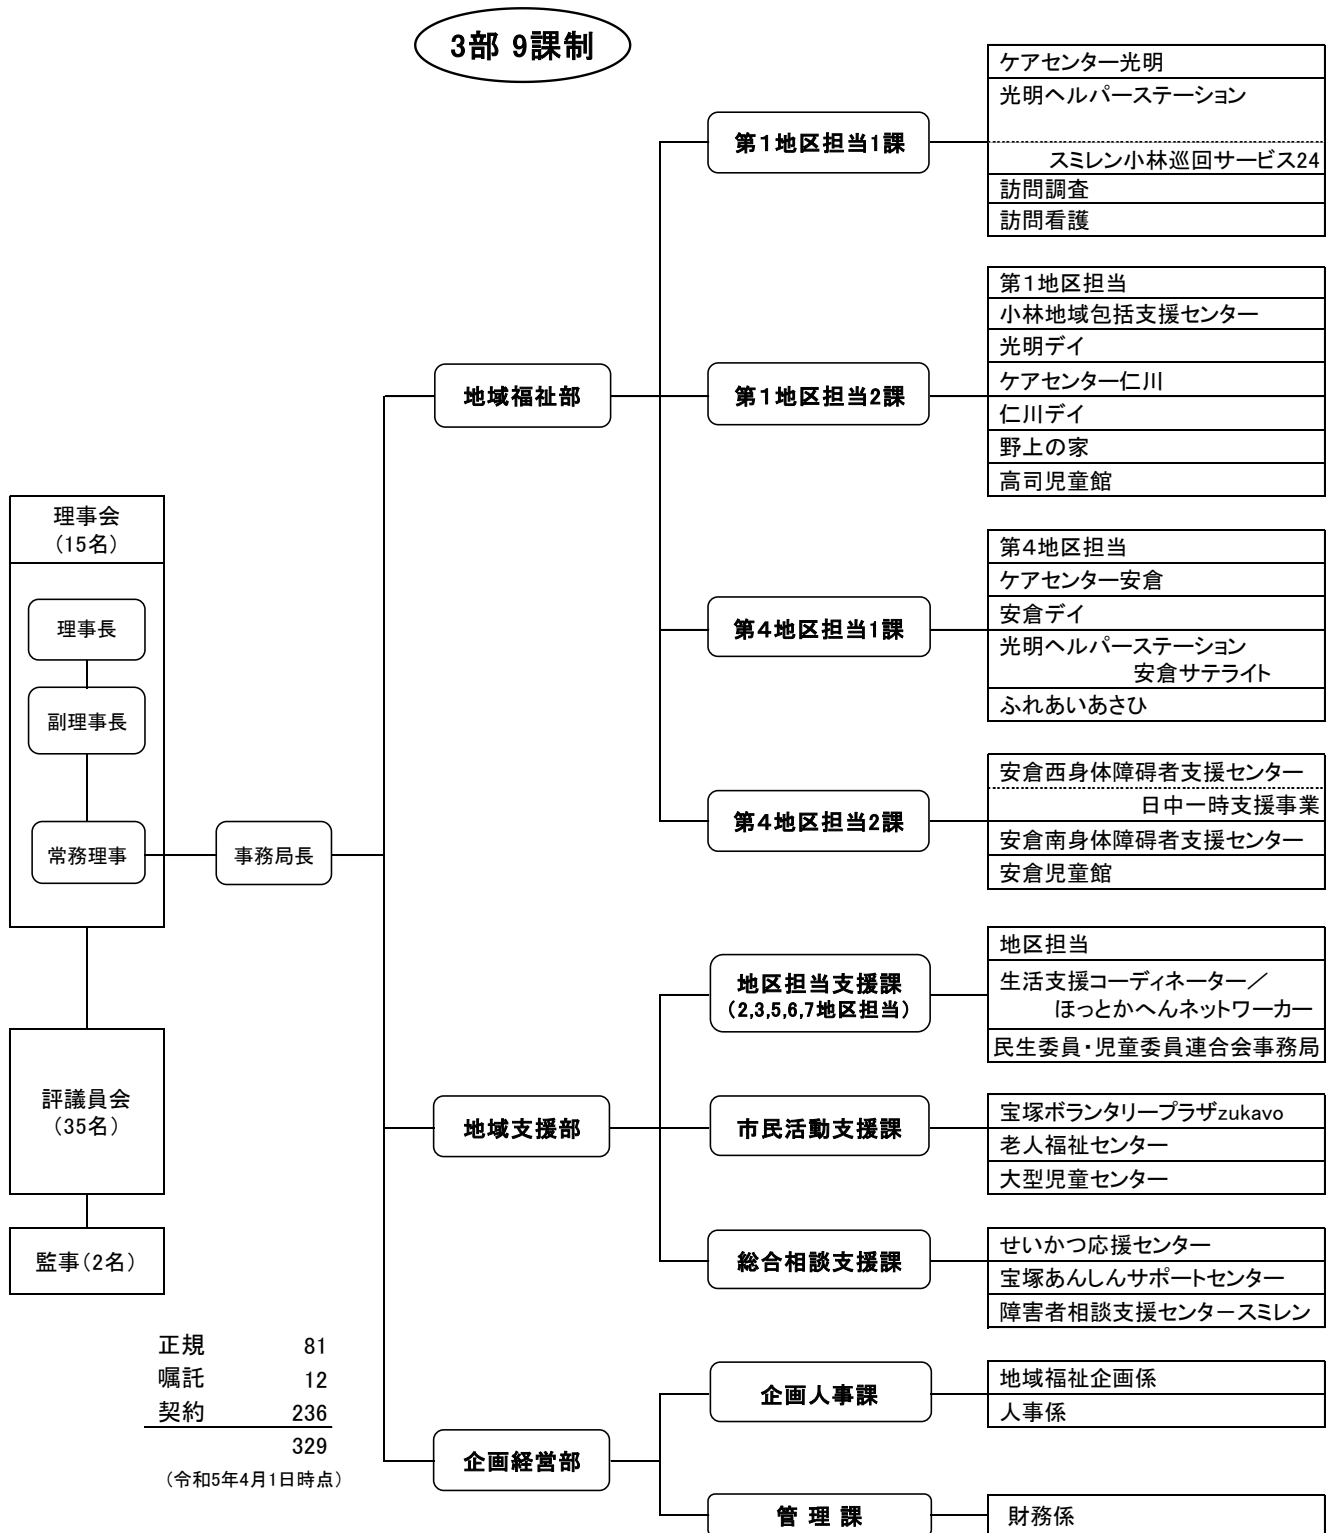 3部 9課制
理事会
(15名)
理事長
副理事長
常務理事
評議員会
(35名)
監事(2名)
事務局長
正規 81
嘱託 12
契約 236
329
(令和5年4月1日時点)
地域福祉部
第1地区担当1課
ケアセンター光明
光明ヘルパーステーション
スミレン小林巡回サービス24
訪問調査
訪問看護
第1地区担当2課
第1地区担当
小林地域包括支援センター
光明デイ
ケアセンター仁川
仁川デイ
野上の家
高司児童館
第4地区担当1課
第4地区担当
ケアセンター安倉
安倉デイ
光明ヘルパーステーション
安倉サテライト
ふれあいあさひ
第4地区担当2課
安倉西身体障碍者支援センター
日中一時支援事業
安倉南身体障碍者支援センター
安倉児童館
地域支援部
地区担当支援課
(2,3,5,6,7地区担当)
地区担当
生活支援コーディネーター/
ほっとかへんネットワーカー
民生委員・児童委員連合会事務局
市民活動支援課
宝塚ボランタリープラザzukavo
老人福祉センター
大型児童センター
総合相談支援課
せいかつ応援センター
宝塚あんしんサポートセンター
障害者相談支援センタースミレン
企画経営部
企画人事課
地域福祉企画係
人事係
管 理 課
財務係